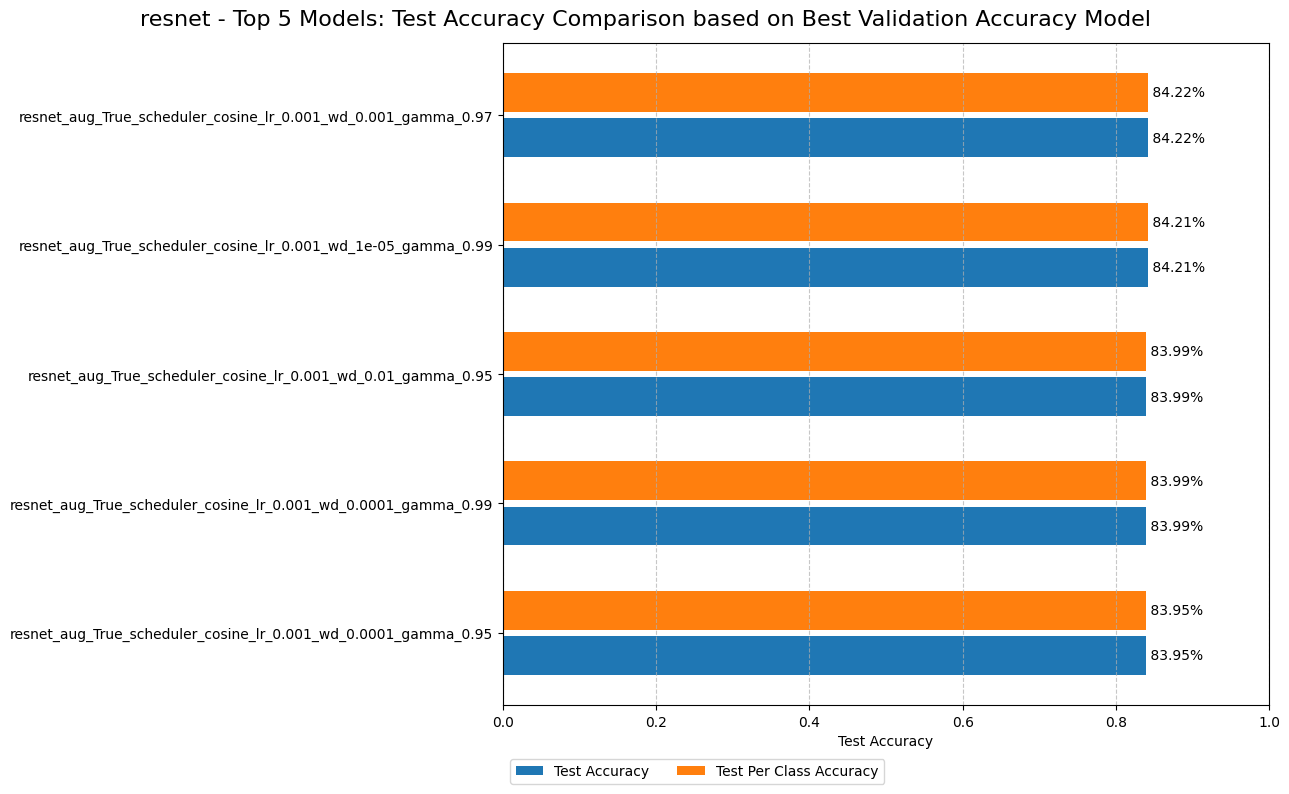 resnet - Top 5 Models: Test Accuracy Comparison based on Best Validation Accuracy Model
resnet_aug_True_scheduler_cosine_lr_0.001_wd_0.001_gamma_0.97
84.22%
84.22%
resnet_aug_True_scheduler_cosine_lr_0.001_wd_1e-05_gamma_0.99
84.21%
84.21%
resnet_aug_True_scheduler_cosine_lr_0.001_wd_0.01_gamma_0.95
83.99%
83.99%
resnet_aug_True_scheduler_cosine_lr_0.001_wd_0.0001_gamma_0.99
83.99%
83.99%
resnet_aug_True_scheduler_cosine_lr_0.001_wd_0.0001_gamma_0.95
83.95%
83.95%
0.0 0.2 0.4 0.6 0.8 1.0
Test Accuracy
Test Accuracy Test Per Class Accuracy